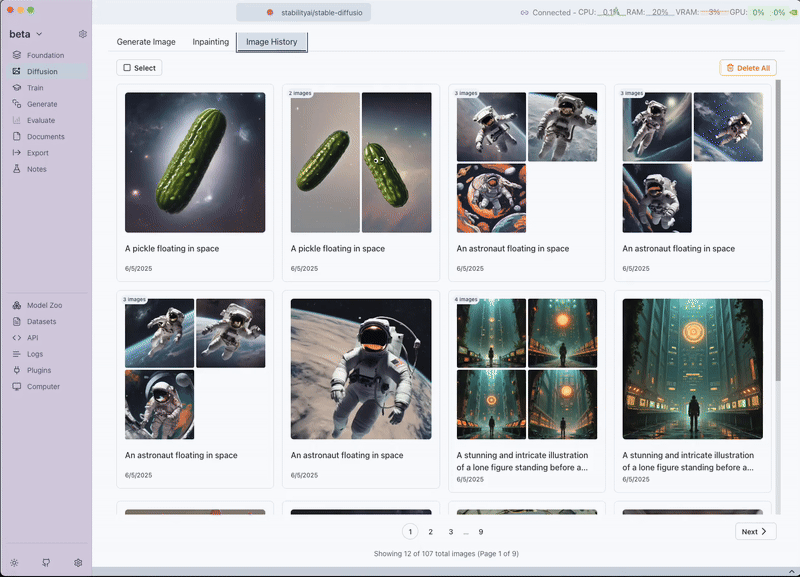 stabilityai/stable-diffusio
Connected - CPU: 0.1% RAM: 20% VRAM: 3% GPU: 0% 0%
beta
Foundation
Diffusion
Train
Generate
Evaluate
Documents
Export
Notes
Model Zoo
Datasets
API
Logs
Plugins
Computer
Generate Image Inpainting Image History
Select
Delete All
A pickle floating in space
6/5/2025
2 images
A pickle floating in space
6/5/2025
3 images
An astronaut floating in space
6/5/2025
3 images
An astronaut floating in space
6/5/2025
3 images
An astronaut floating in space
6/5/2025
An astronaut floating in space
6/5/2025
4 images
A stunning and intricate illustration
of a lone figure standing before a...
6/5/2025
A stunning and intricate illustration
of a lone figure standing before a...
6/5/2025
1 2 3 ... 9
Next
Showing 12 of 107 total images (Page 1 of 9)